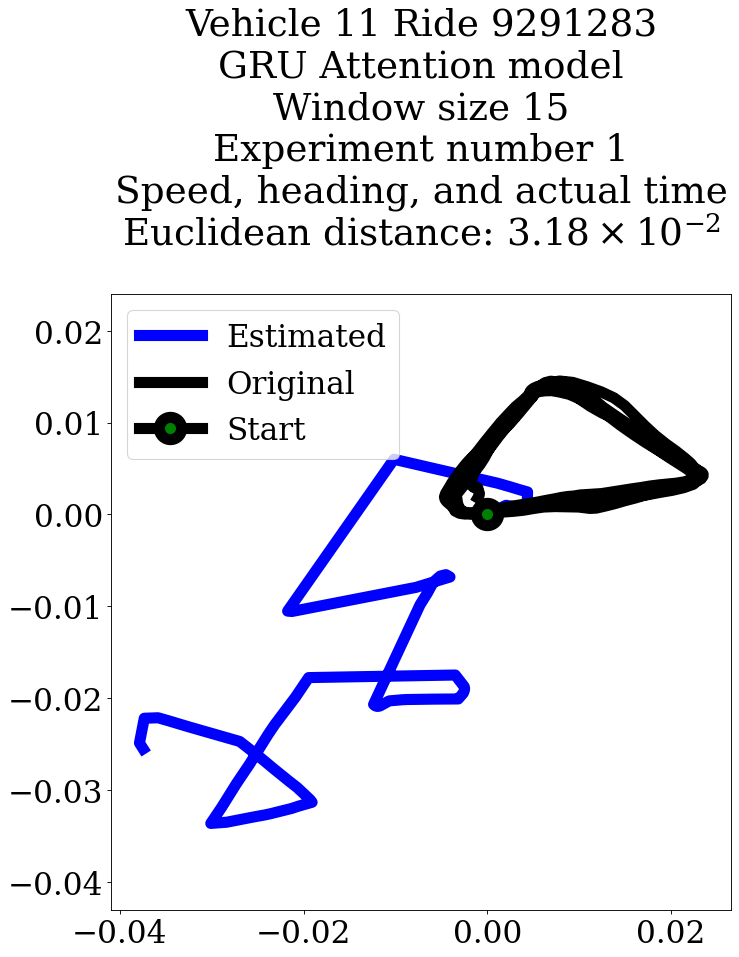 Vehicle 11 Ride 9291283
GRU Attention model
Window size 15
Experiment number 1
Speed, heading, and actual time
Euclidean distance: 3.18 × 10⁻²
Estimated
Original
Start
0.02
0.01
0.00
−0.01
−0.02
−0.03
−0.04
−0.04
−0.02
0.00
0.02